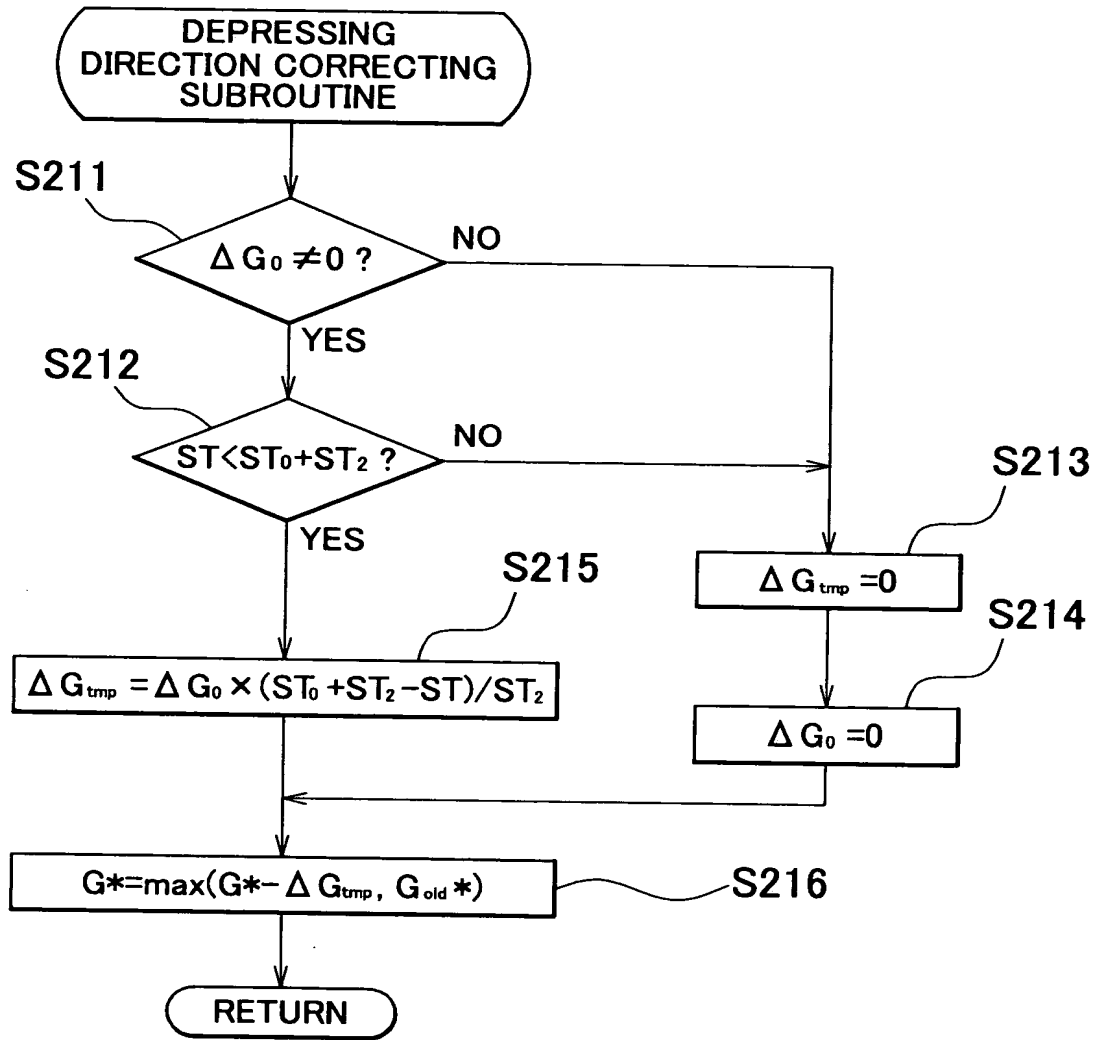 DEPRESSING
DIRECTION CORRECTING
SUBROUTINE
S211
ΔG₀≠0?
NO
YES
S212
ST<ST₀+ST₂?
NO
YES
S213
ΔGtmp=0
S215
S214
ΔGtmp=ΔG₀×(ST₀+ST₂-ST)/ST₂
ΔG₀=0
G*=max(G*-ΔGtmp, Gold*)
S216
RETURN